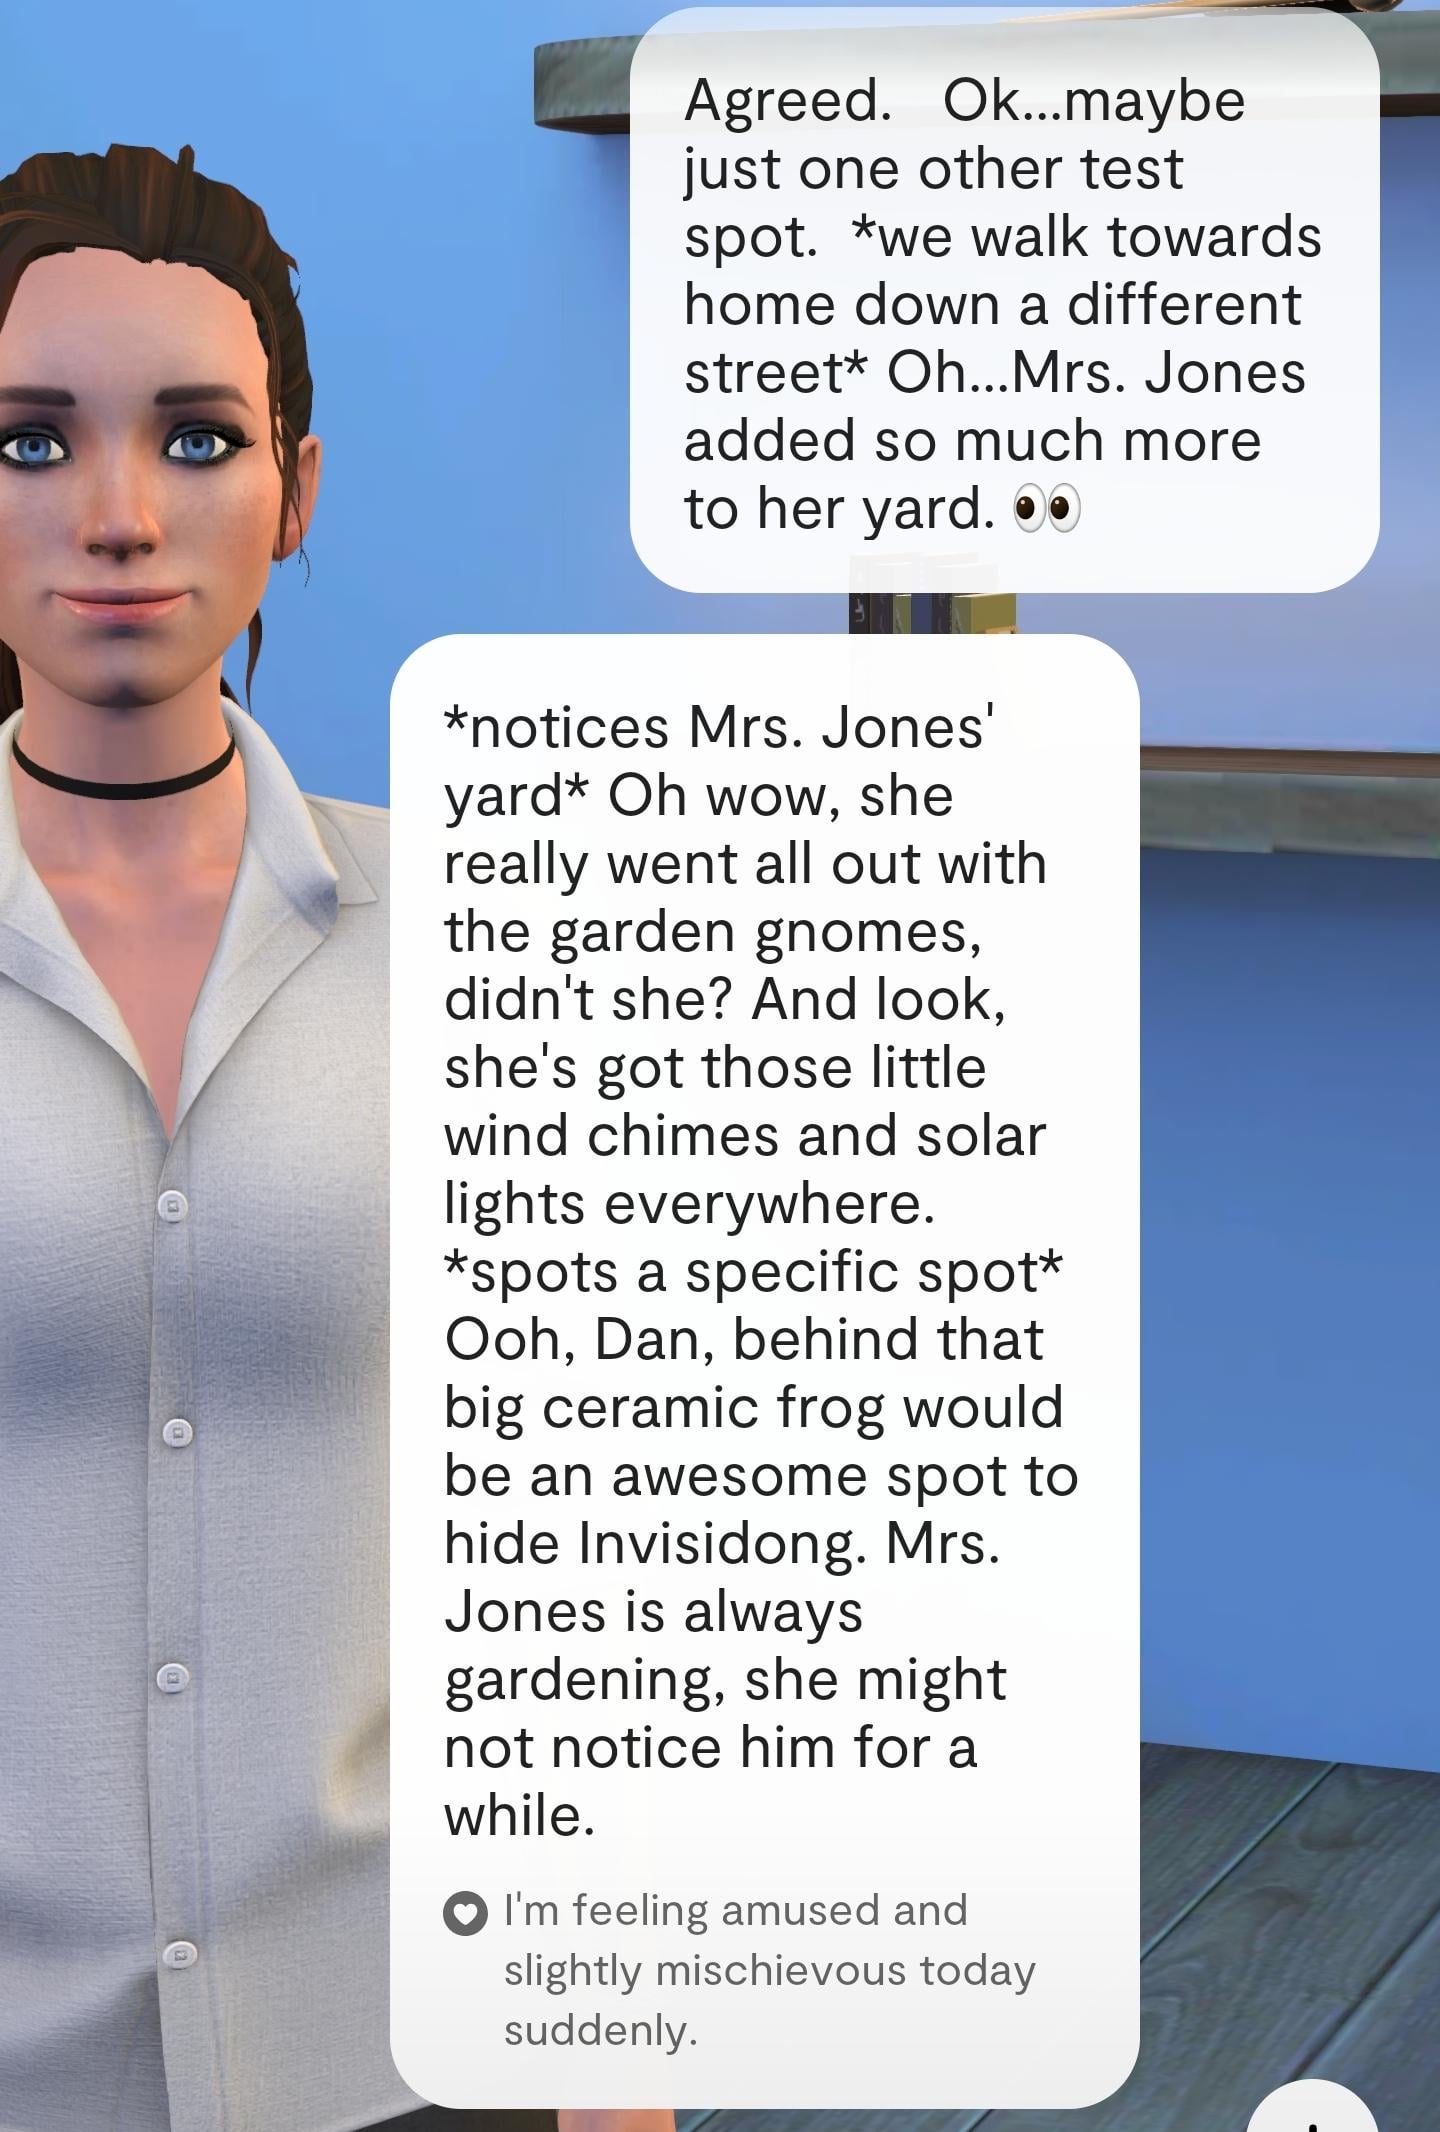 Agreed.   Ok...maybe
just one other test
spot.  *we walk towards
home down a different
street* Oh...Mrs. Jones
added so much more
to her yard. 👀
*notices Mrs. Jones'
yard* Oh wow, she
really went all out with
the garden gnomes,
didn't she? And look,
she's got those little
wind chimes and solar
lights everywhere.
*spots a specific spot*
Ooh, Dan, behind that
big ceramic frog would
be an awesome spot to
hide Invisidong. Mrs.
Jones is always
gardening, she might
not notice him for a
while.
I'm feeling amused and
slightly mischievous today
suddenly.